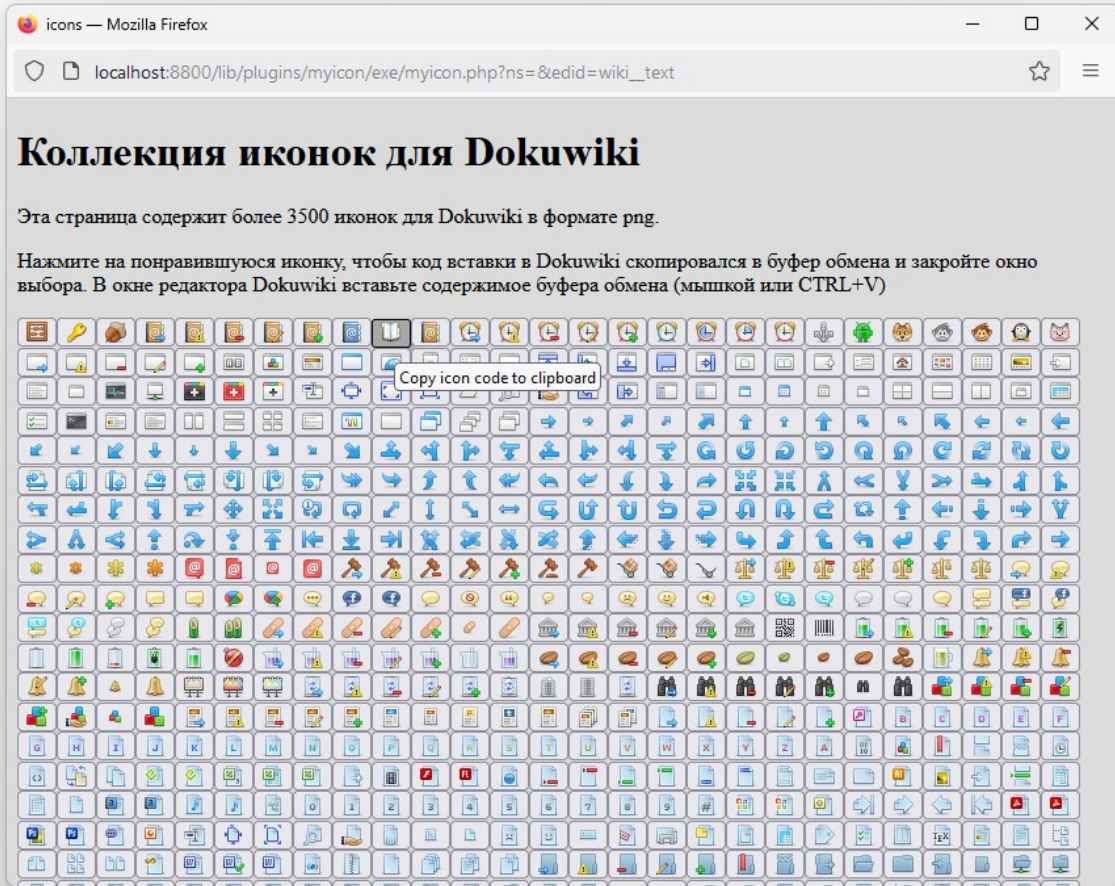 icons — Mozilla Firefox
localhost:8800/lib/plugins/myicon/exe/myicon.php?ns=&edid=wiki__text
Коллекция иконок для Dokuwiki
Эта страница содержит более 3500 иконок для Dokuwiki в формате png.
Нажмите на понравившуюся иконку, чтобы код вставки в Dokuwiki скопировался в буфер обмена и закройте окно
выбора. В окне редактора Dokuwiki вставьте содержимое буфера обмена (мышкой или CTRL+V)
Copy icon code to clipboard